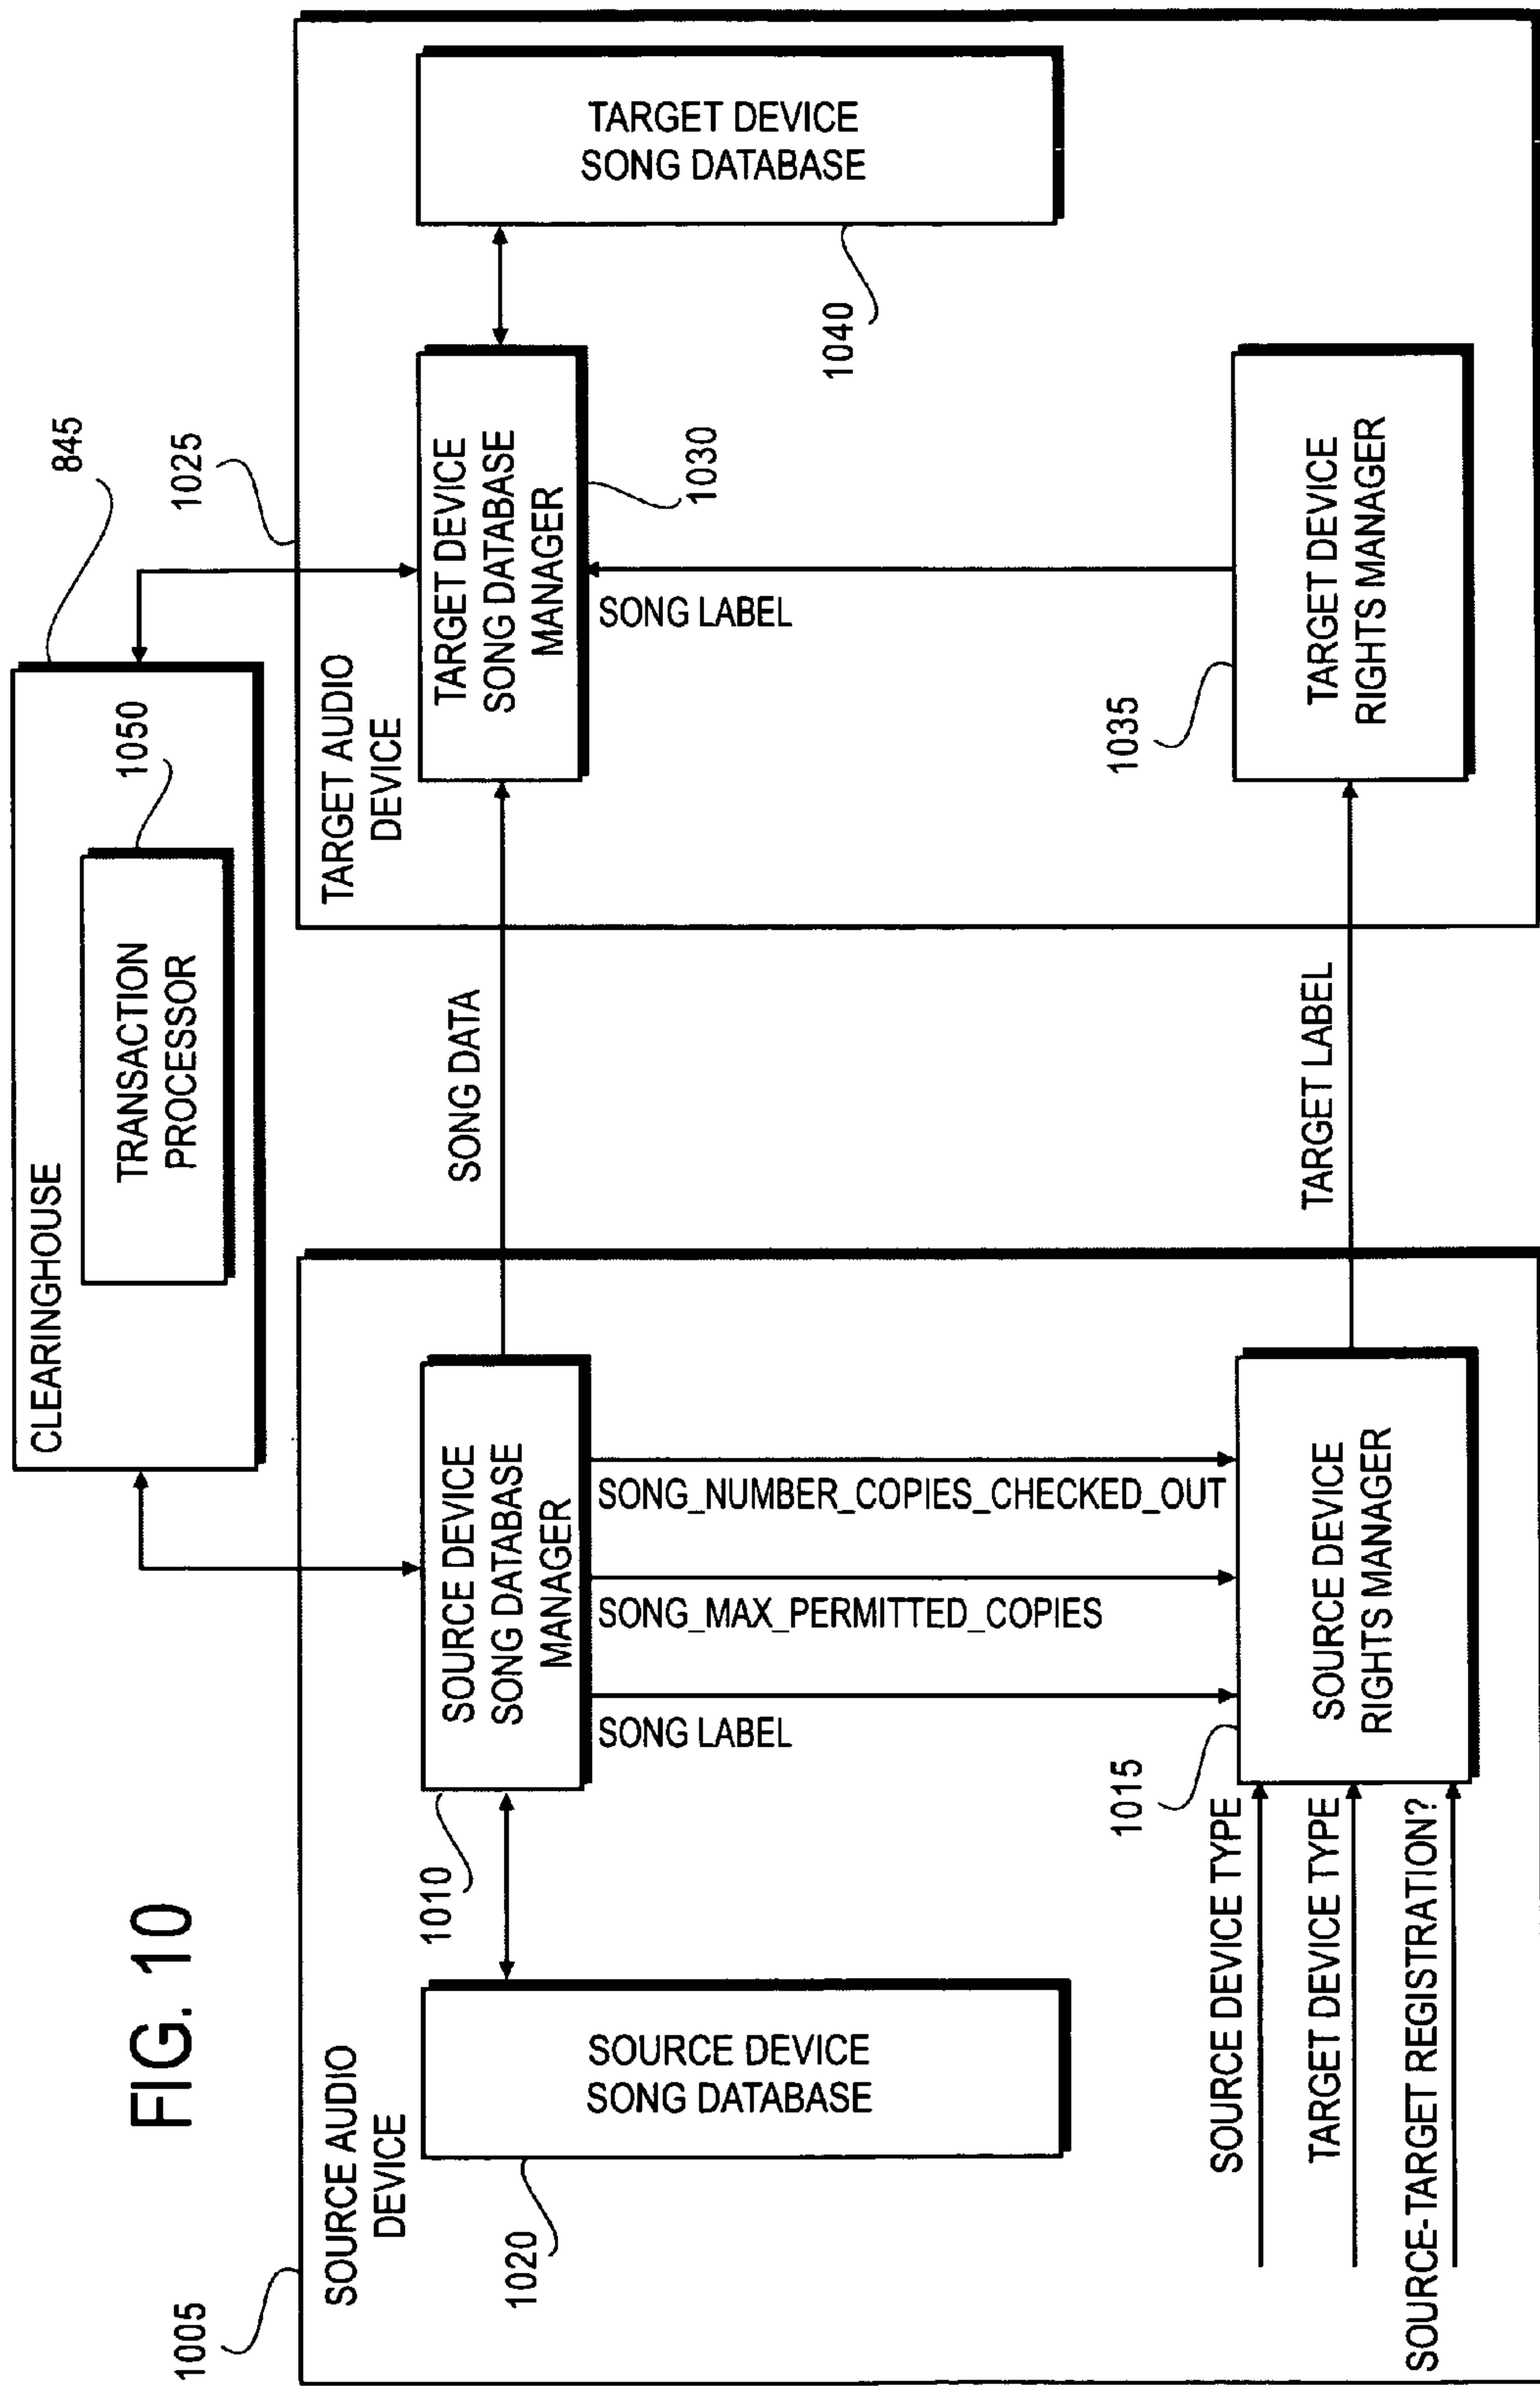 FIG. 10
CLEARINGHOUSE
845
TRANSACTION
PROCESSOR
1050
1005
SOURCE AUDIO
DEVICE
1020
SOURCE DEVICE
SONG DATABASE
1010
SOURCE DEVICE
SONG DATABASE
MANAGER
SONG LABEL
SONG_MAX_PERMITTED_COPIES
SONG_NUMBER_COPIES_CHECKED_OUT
SOURCE DEVICE TYPE
TARGET DEVICE TYPE
SOURCE-TARGET REGISTRATION?
1015
SOURCE DEVICE
RIGHTS MANAGER
SONG DATA
TARGET LABEL
1025
TARGET AUDIO
DEVICE
TARGET DEVICE
SONG DATABASE
MANAGER
1030
SONG LABEL
1035
TARGET DEVICE
RIGHTS MANAGER
TARGET DEVICE
SONG DATABASE
1040